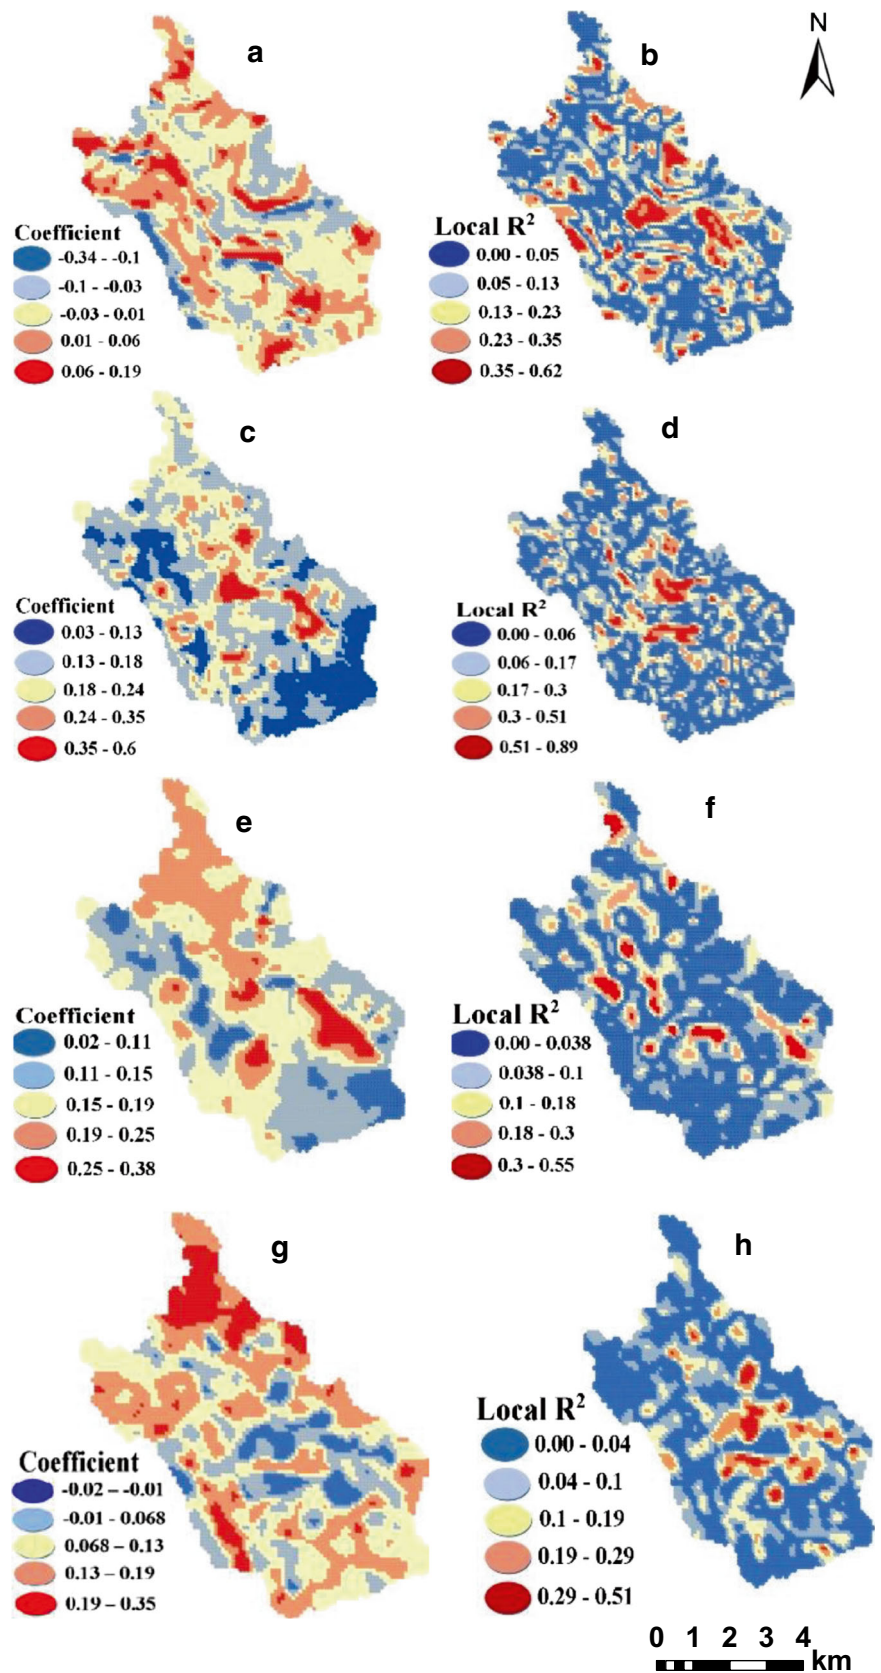 N
a
b
Coefficient
-0.34 - -0.1
-0.1 - -0.03
-0.03 - 0.01
0.01 - 0.06
0.06 - 0.19
Local R²
0.00 - 0.05
0.05 - 0.13
0.13 - 0.23
0.23 - 0.35
0.35 - 0.62
c
d
Coefficient
0.03 - 0.13
0.13 - 0.18
0.18 - 0.24
0.24 - 0.35
0.35 - 0.6
Local R²
0.00 - 0.06
0.06 - 0.17
0.17 - 0.3
0.3 - 0.51
0.51 - 0.89
e
f
Coefficient
0.02 - 0.11
0.11 - 0.15
0.15 - 0.19
0.19 - 0.25
0.25 - 0.38
Local R²
0.00 - 0.038
0.038 - 0.1
0.1 - 0.18
0.18 - 0.3
0.3 - 0.55
g
h
Coefficient
-0.02 – -0.01
-0.01 - 0.068
0.068 - 0.13
0.13 – 0.19
0.19 – 0.35
Local R²
0.00 - 0.04
0.04 - 0.1
0.1 - 0.19
0.19 - 0.29
0.29 - 0.51
0 1 2 3 4
km